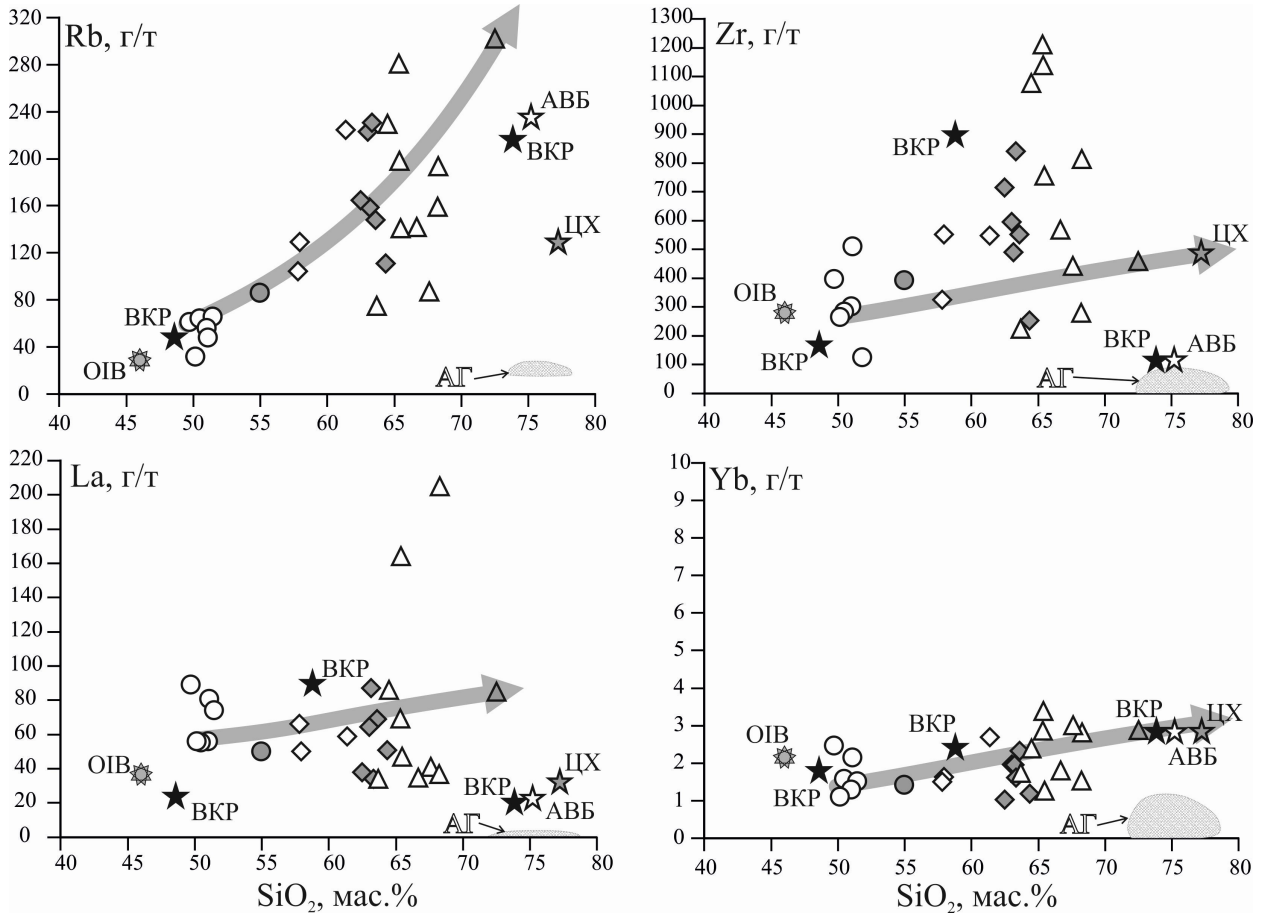 Rb, г/т
320
280
240
200
160
120
80
40
0
АВБ
ВКР
ЦХ
ВКР
OIB
АГ
40 45 50 55 60 65 70 75 80
Zr, г/т
1300
1200
1100
1000
900
800
700
600
500
400
300
200
100
0
ВКР
ЦХ
OIB
ВКР
ВКР
АВБ
АГ
40 45 50 55 60 65 70 75 80
La, г/т
220
200
180
160
140
120
100
80
60
40
20
0
ВКР
OIB
ВКР
ЦХ
ВКР
АВБ
АГ
40 45 50 55 60 65 70 75 80
SiO₂, мас.%
Yb, г/т
10
9
8
7
6
5
4
3
2
1
0
OIB
ВКР
ВКР
ВКР
ЦХ
АВБ
АГ
40 45 50 55 60 65 70 75 80
SiO₂, мас.%